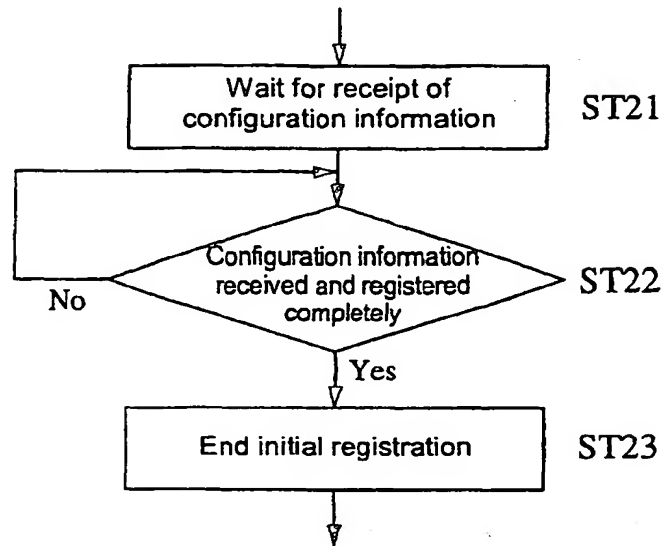 Wait for receipt of
configuration information
ST21
Configuration information
received and registered
completely
ST22
No
Yes
End initial registration
ST23